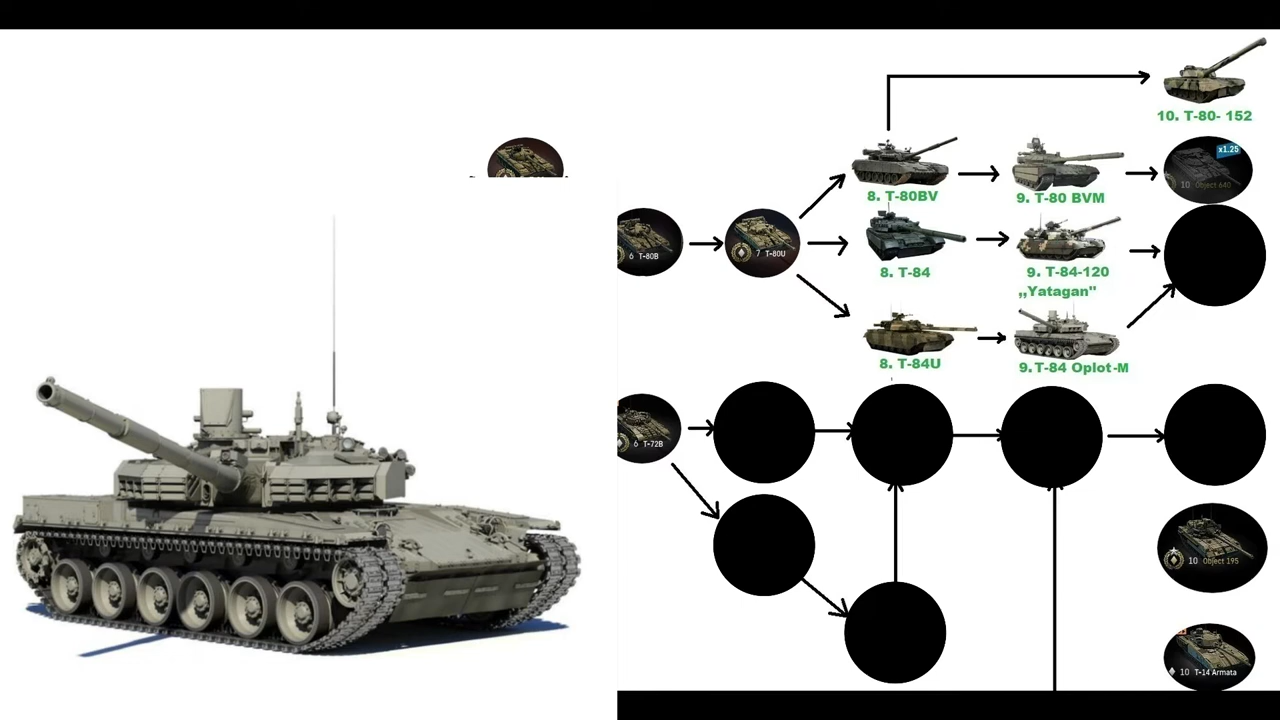 10. T-80- 152
8. T-80BV
9. T-80 BVM
x1.25
10 Object 640
6 T-80B
7 T-80U
8. T-84
9. T-84-120
,,Yatagan"
8. T-84U
9. T-84 Oplot-M
6 T-72B
10 Object 195
10 T-14 Armata